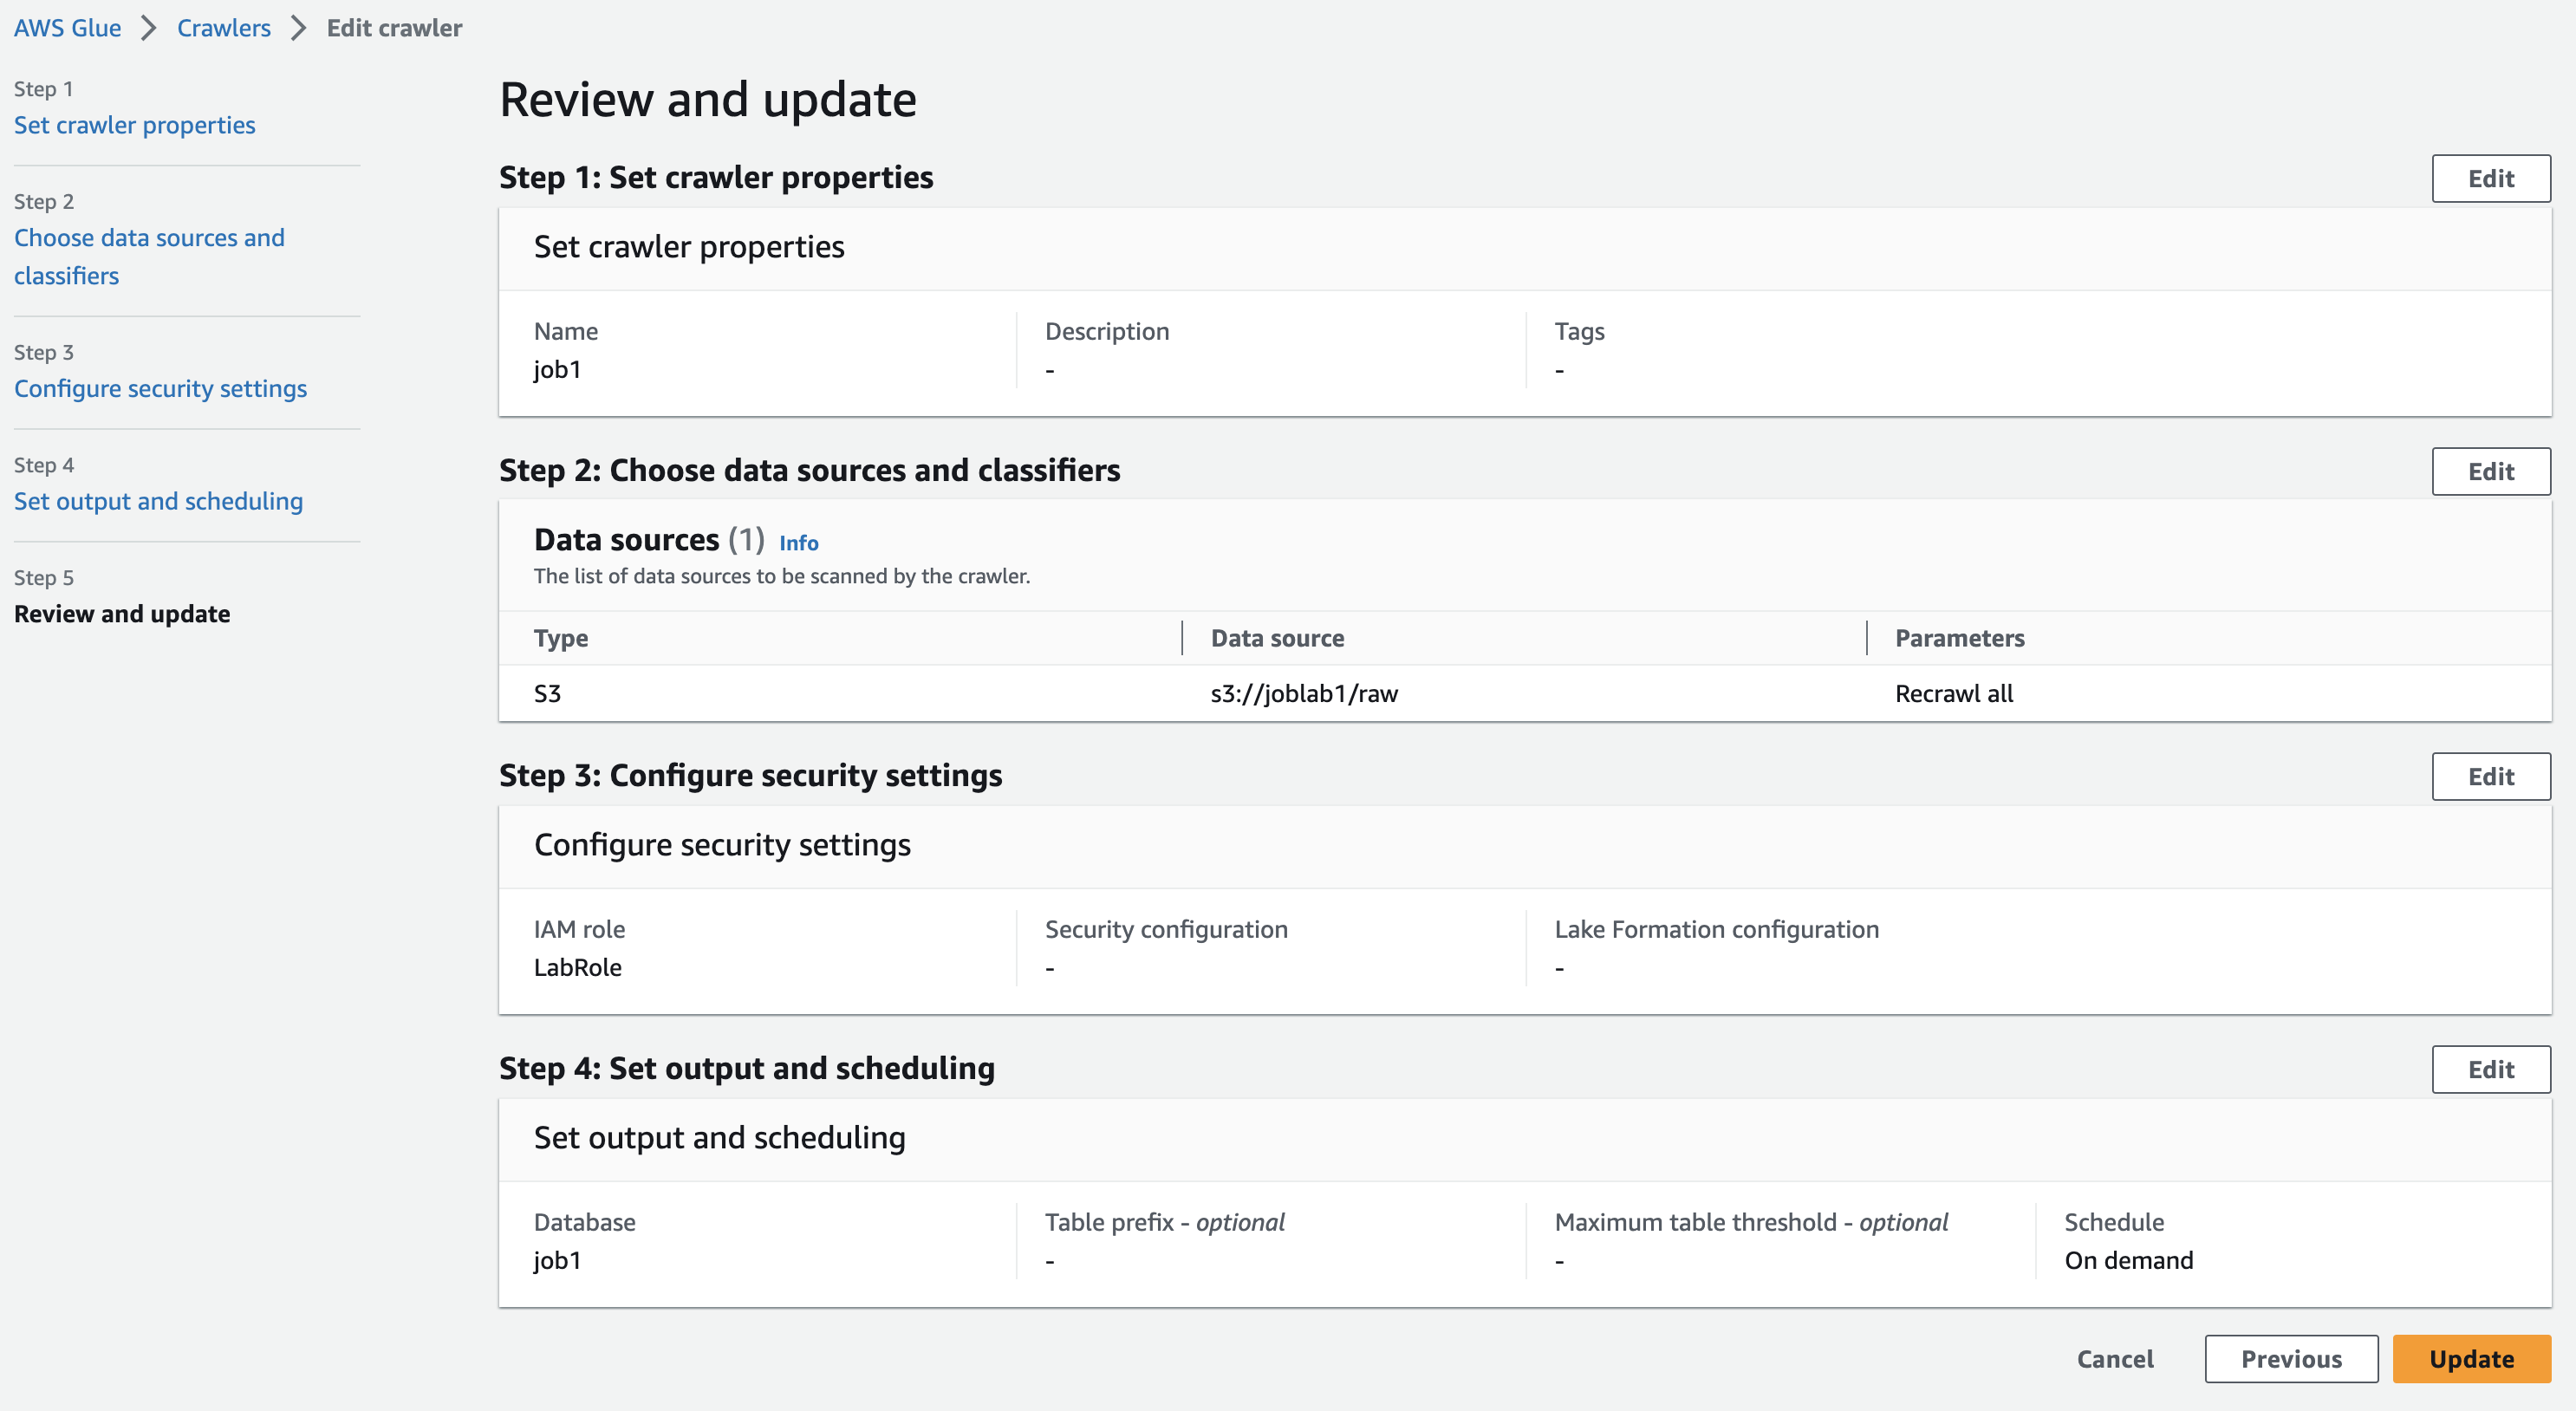 AWS Glue > Crawlers > Edit crawler
Step 1
Set crawler properties
Step 2
Choose data sources and
classifiers
Step 3
Configure security settings
Step 4
Set output and scheduling
Step 5
Review and update
Review and update
Step 1: Set crawler properties
Edit
Set crawler properties
Name
job1
Description
-
Tags
-
Step 2: Choose data sources and classifiers
Edit
Data sources (1) Info
The list of data sources to be scanned by the crawler.
Type Data source Parameters
S3 s3://joblab1/raw Recrawl all
Step 3: Configure security settings
Edit
Configure security settings
IAM role
LabRole
Security configuration
-
Lake Formation configuration
-
Step 4: Set output and scheduling
Edit
Set output and scheduling
Database
job1
Table prefix - optional
-
Maximum table threshold - optional
-
Schedule
On demand
Cancel Previous Update